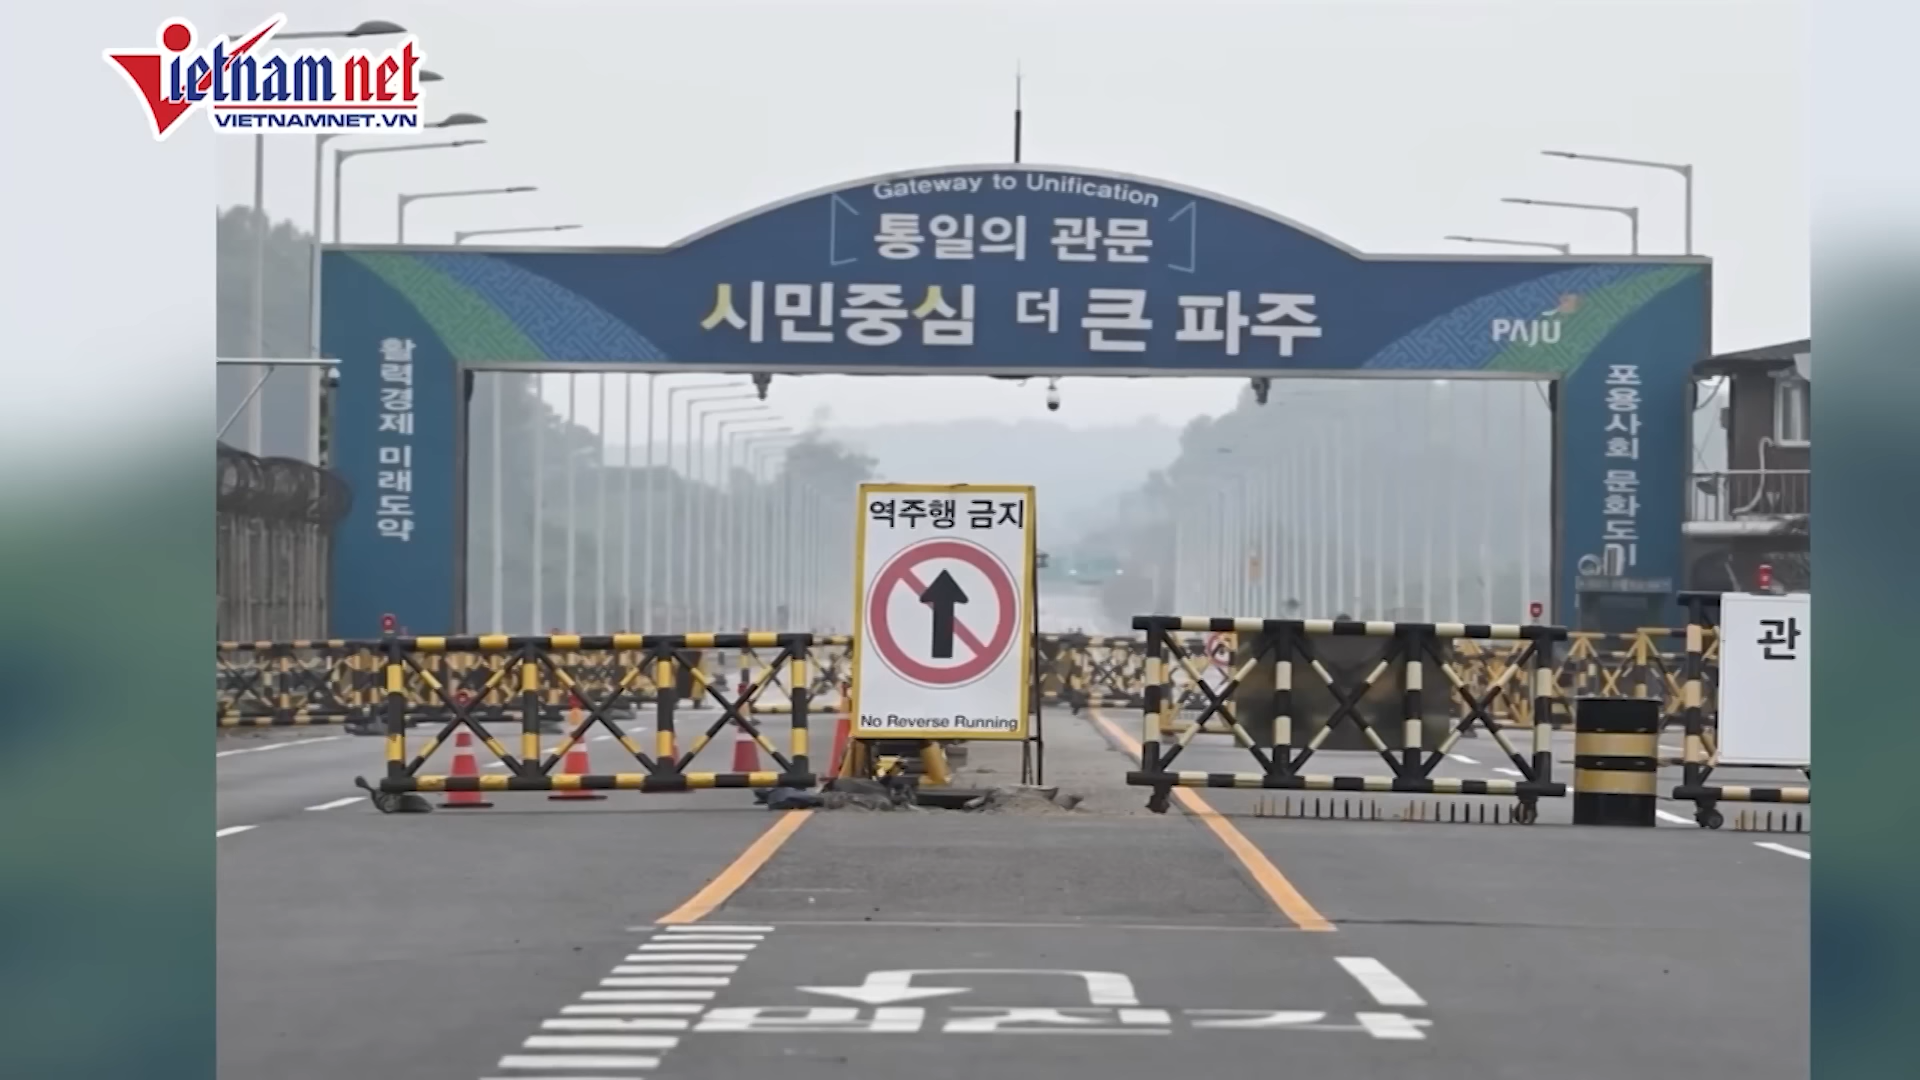 Vietnamnet
VIETNAMNET.VN
Gateway to Unification
통일의 관문
시민중심 더 큰 파주
PAJU
활력경제 미래도약
포용사회 문화도시
역주행 금지
No Reverse Running
관